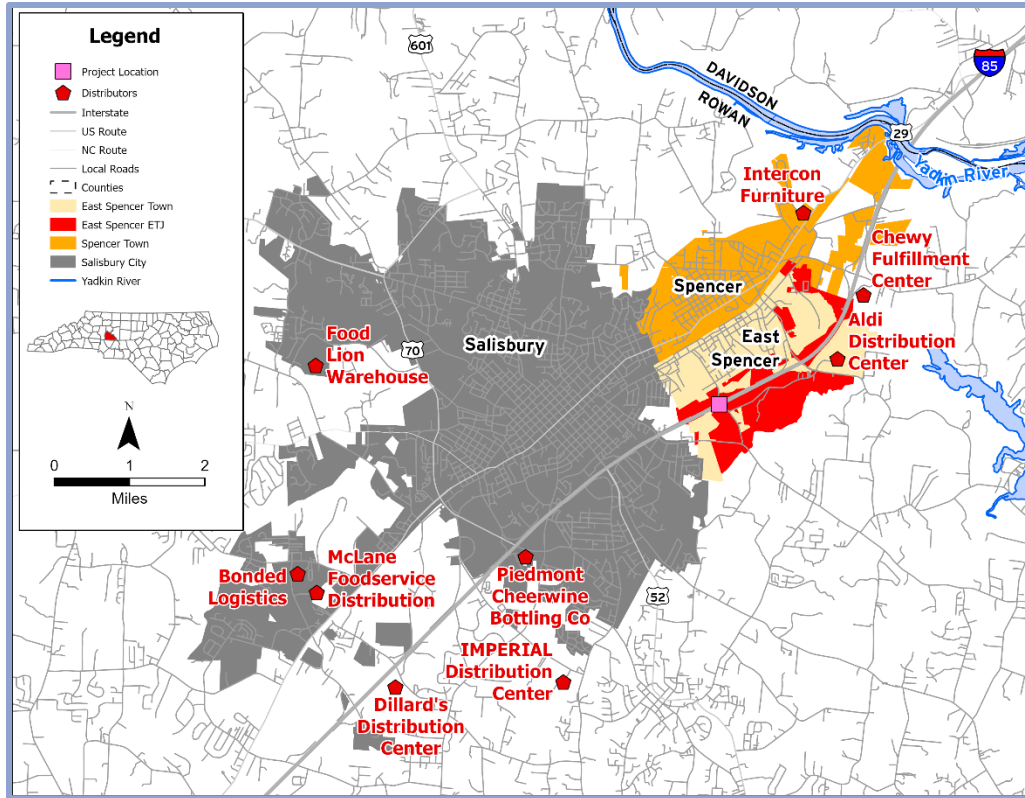 Legend
Project Location
Distributors
Interstate
US Route
NC Route
Local Roads
Counties
East Spencer Town
East Spencer ETJ
Spencer Town
Salisbury City
Yadkin River
N
0 1 2
Miles
601
85
DAVIDSON
ROWAN
29
Yadkin River
Intercon
Furniture
Chewy
Fulfillment
Center
Spencer
East
Spencer
Aldi
Distribution
Center
Salisbury
70
Food
Lion
Warehouse
McLane
Foodservice
Distribution
Bonded
Logistics
Piedmont
Cheerwine
Bottling Co
52
IMPERIAL
Distribution
Center
Dillard's
Distribution
Center